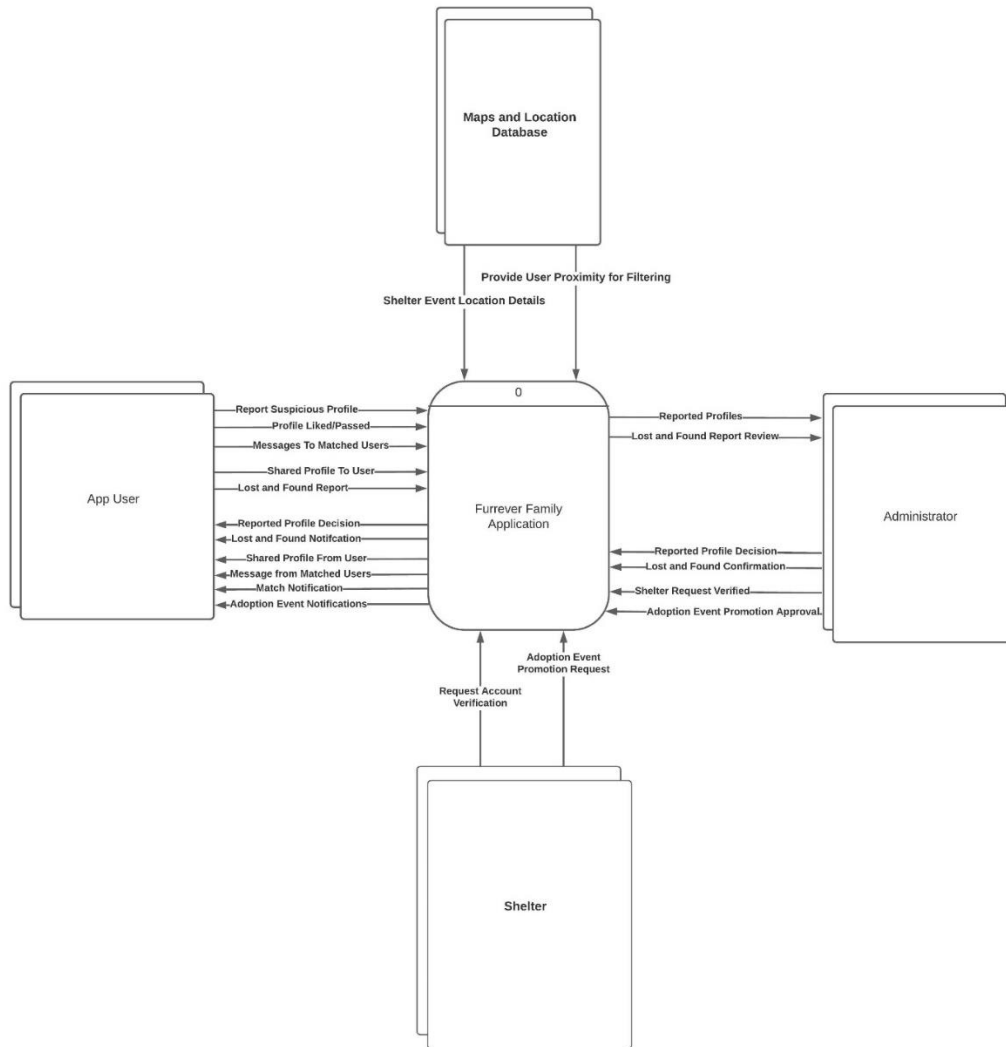 Maps and Location
Database
Provide User Proximity for Filtering
Shelter Event Location Details
0
Report Suspicious Profile
Profile Liked/Passed
Messages To Matched Users
Shared Profile To User
Lost and Found Report
App User
Reported Profile Decision
Lost and Found Notifcation
Shared Profile From User
Message from Matched Users
Match Notification
Adoption Event Notifications
Furrever Family
Application
Reported Profiles
Lost and Found Report Review
Administrator
Reported Profile Decision
Lost and Found Confirmation
Shelter Request Verified
Adoption Event Promotion Approval.
Adoption Event
Promotion Request
Request Account
Verification
Shelter